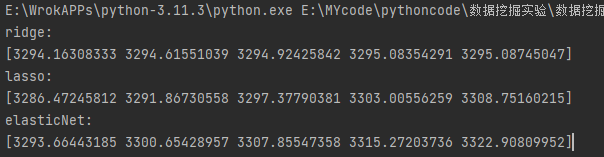 E:\WrokAPPs\python-3.11.3\python.exe E:\MYcode\pythoncode\数据挖掘实验\数据挖掘
ridge:
[3294.16308333 3294.61551039 3294.92425842 3295.08354291 3295.08745047]
lasso:
[3286.47245812 3291.86730558 3297.37790381 3303.00556259 3308.75160215]
elasticNet:
[3293.66443185 3300.65428957 3307.85547358 3315.27203736 3322.90809952]